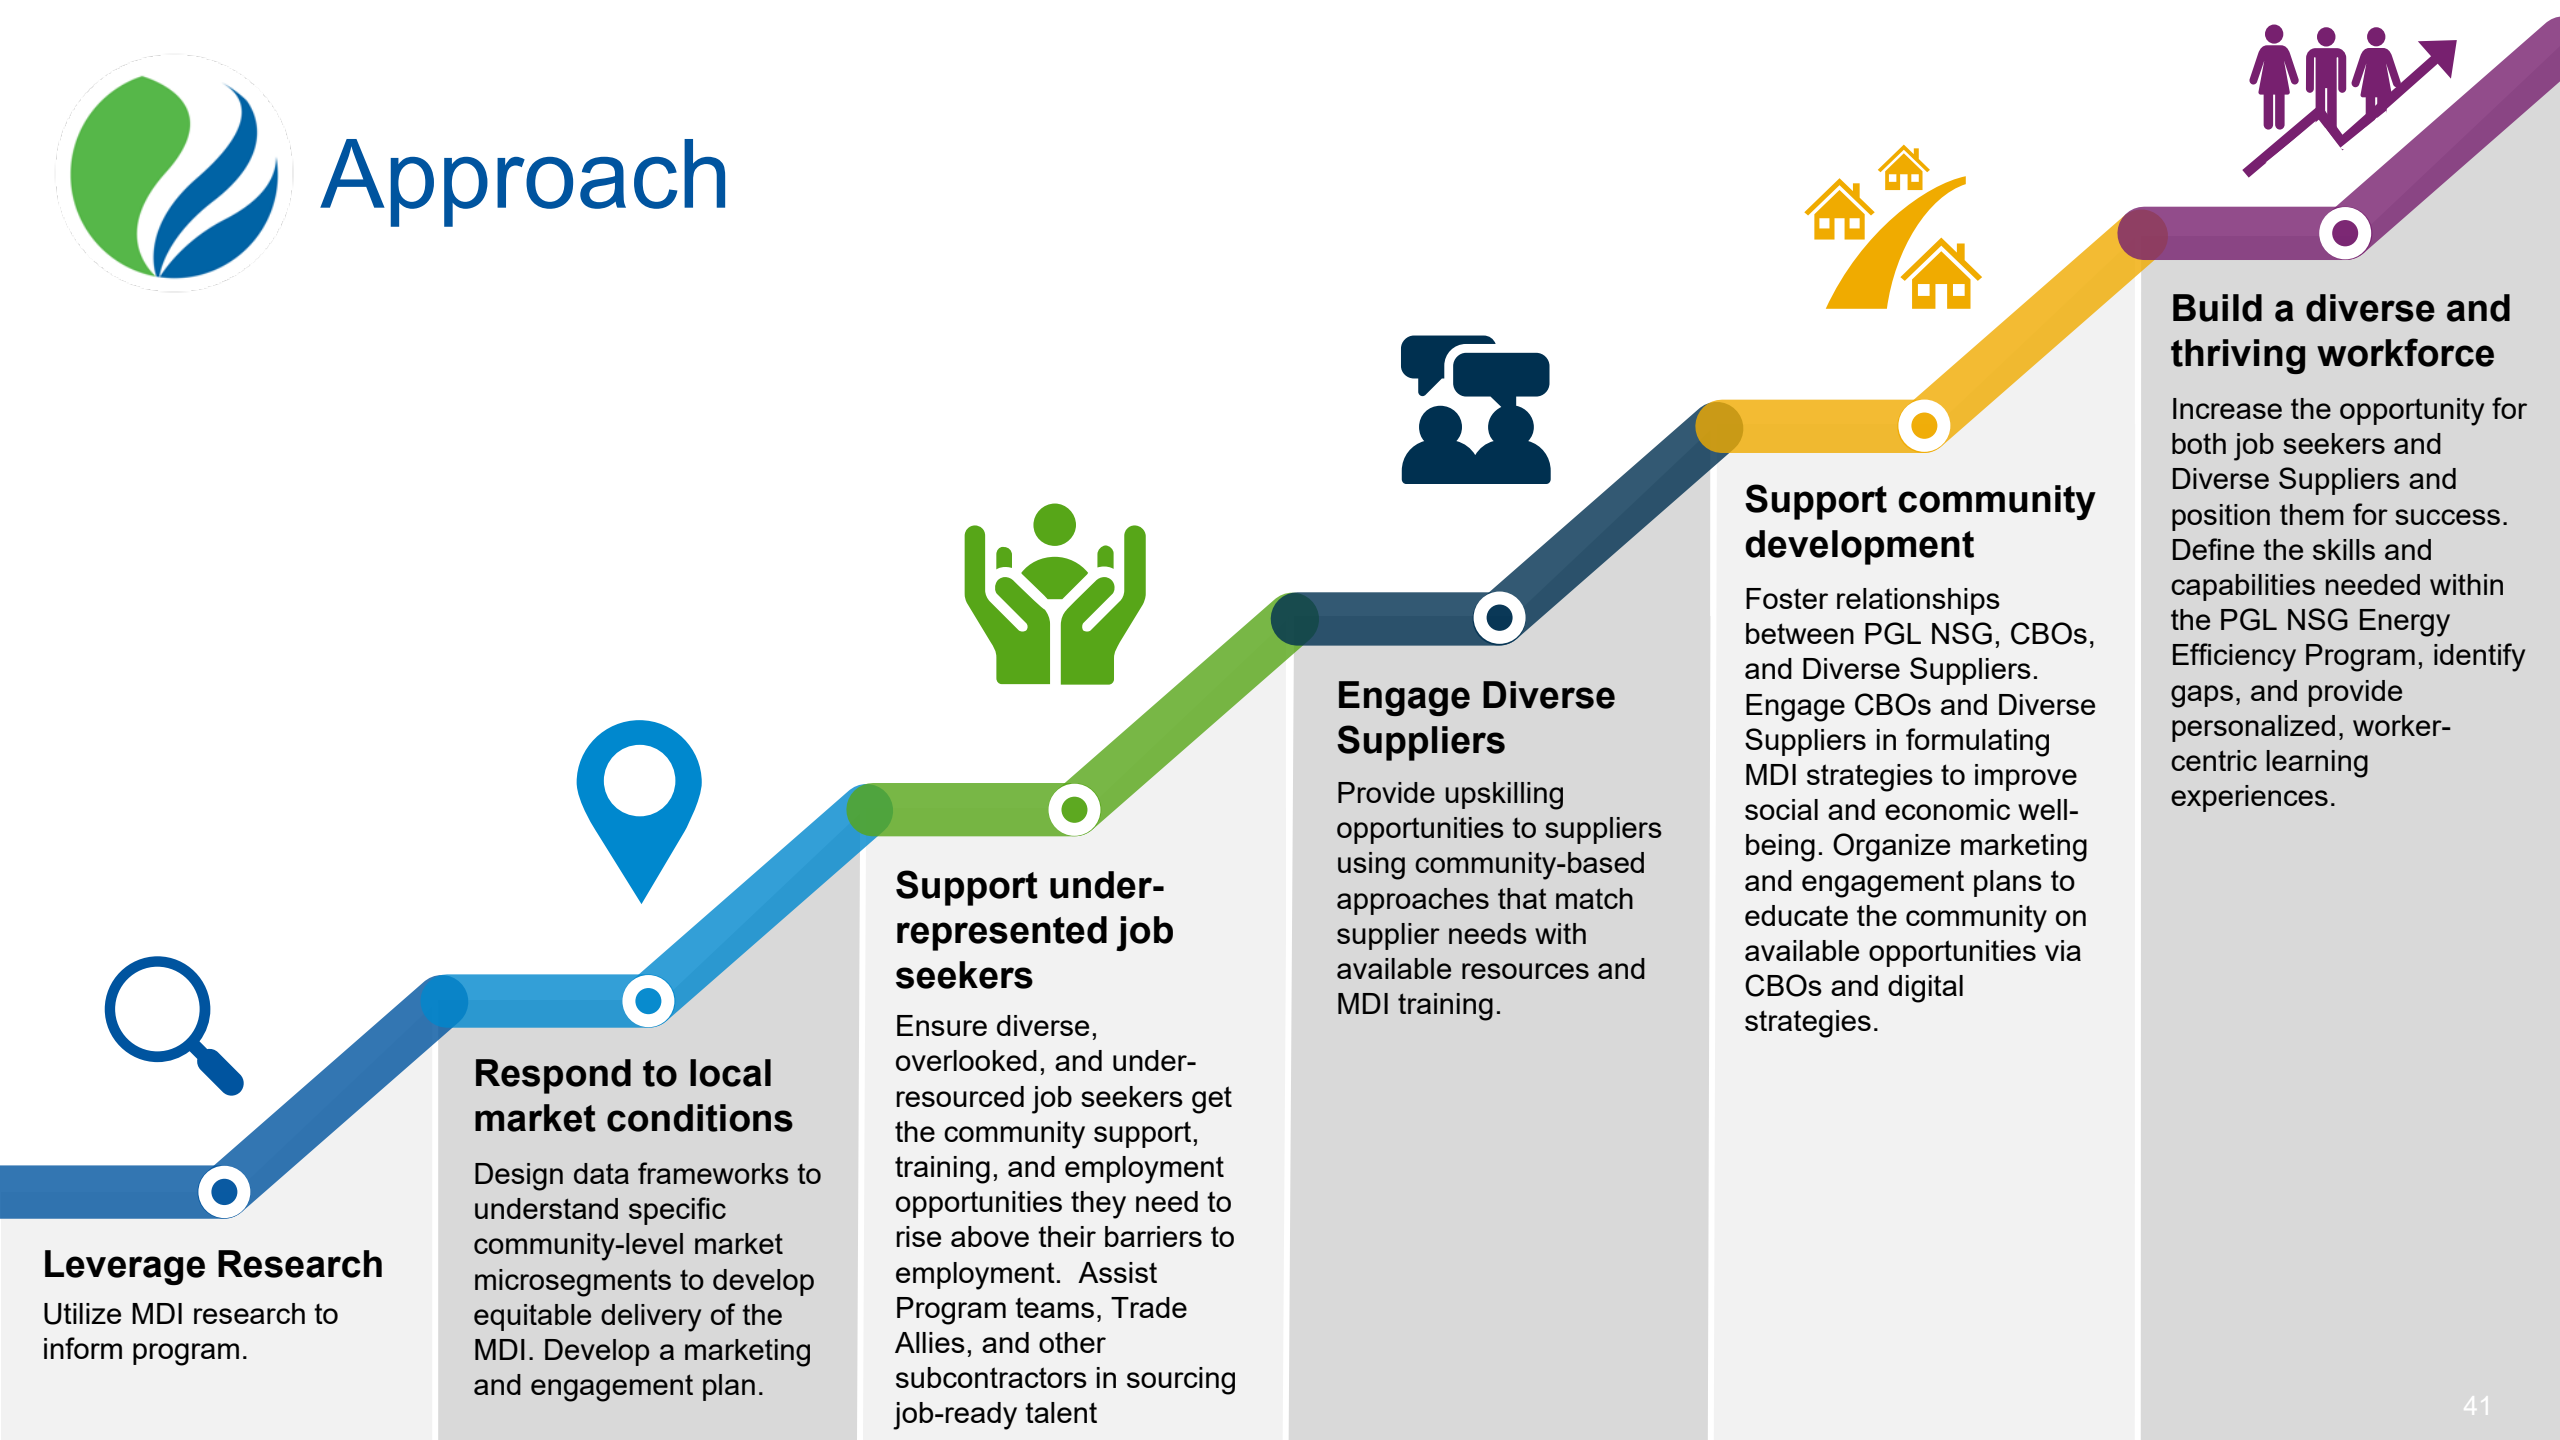 Approach
Leverage Research
Utilize MDI research to
inform program.
Respond to local
market conditions
Design data frameworks to
understand specific
community-level market
microsegments to develop
equitable delivery of the
MDI. Develop a marketing
and engagement plan.
Support under-
represented job
seekers
Ensure diverse,
overlooked, and under-
resourced job seekers get
the community support,
training, and employment
opportunities they need to
rise above their barriers to
employment.  Assist
Program teams, Trade
Allies, and other
subcontractors in sourcing
job-ready talent
Engage Diverse
Suppliers
Provide upskilling
opportunities to suppliers
using community-based
approaches that match
supplier needs with
available resources and
MDI training.
Support community
development
Foster relationships
between PGL NSG, CBOs,
and Diverse Suppliers.
Engage CBOs and Diverse
Suppliers in formulating
MDI strategies to improve
social and economic well-
being. Organize marketing
and engagement plans to
educate the community on
available opportunities via
CBOs and digital
strategies.
Build a diverse and
thriving workforce
Increase the opportunity for
both job seekers and
Diverse Suppliers and
position them for success.
Define the skills and
capabilities needed within
the PGL NSG Energy
Efficiency Program, identify
gaps, and provide
personalized, worker-
centric learning
experiences.
41